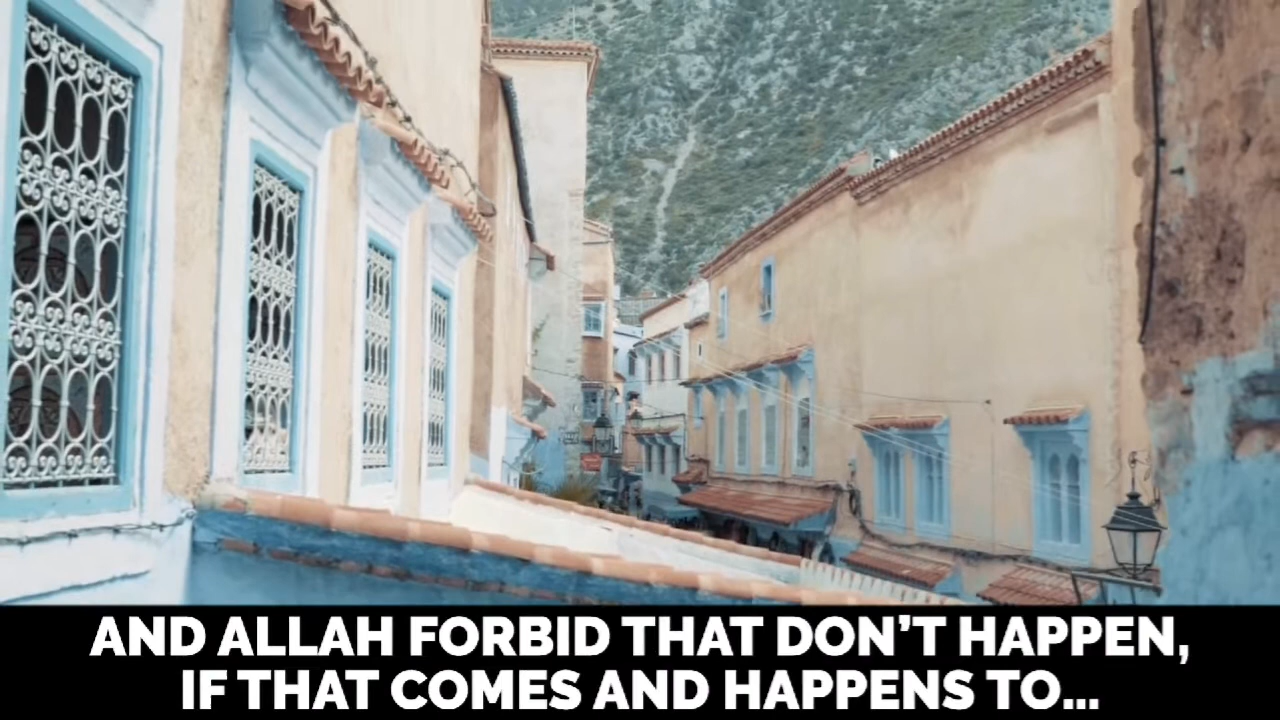 AND ALLAH FORBID THAT DON’T HAPPEN,
IF THAT COMES AND HAPPENS TO...